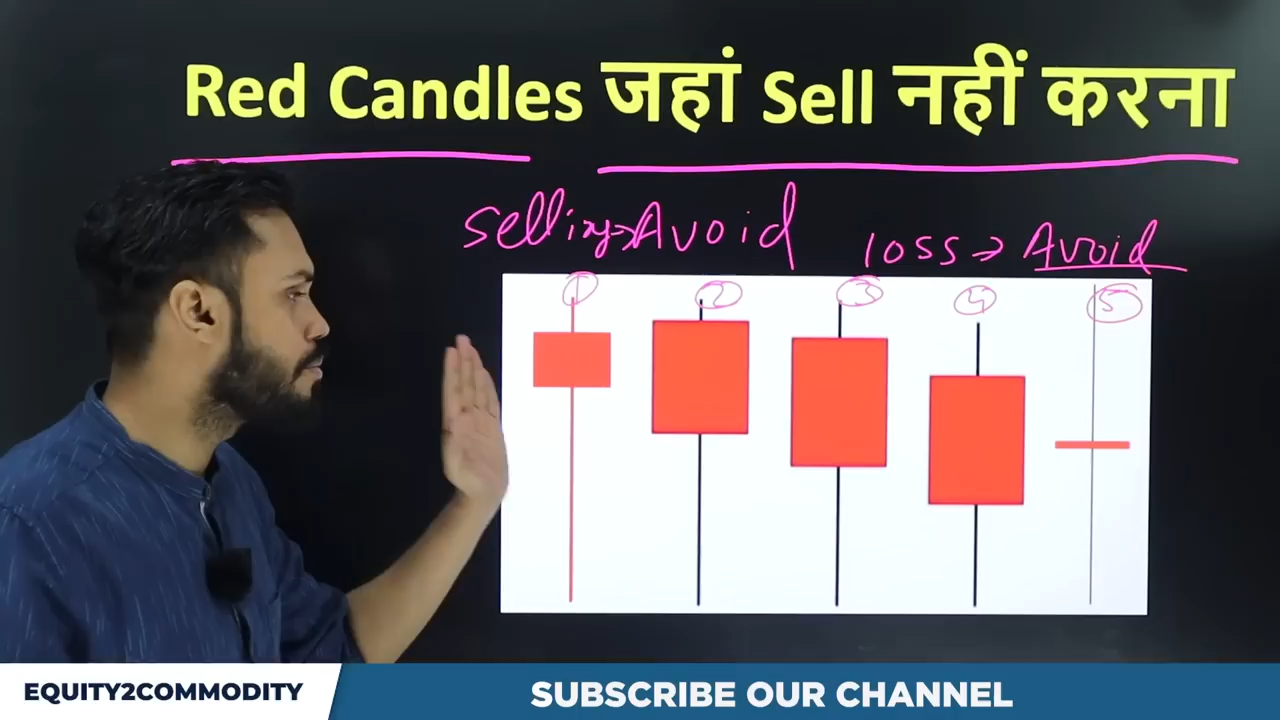 Red Candles जहां Sell नहीं करना
selling→Avoid
loss → Avoid
1 2 3 4 5
EQUITY2COMMODITY
SUBSCRIBE OUR CHANNEL